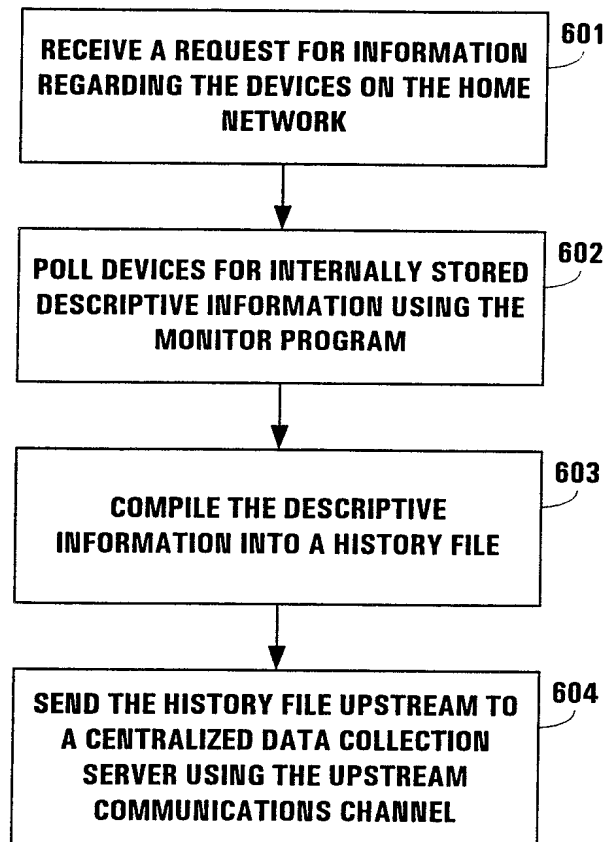 RECEIVE A REQUEST FOR INFORMATION
REGARDING THE DEVICES ON THE HOME
NETWORK
601
POLL DEVICES FOR INTERNALLY STORED
DESCRIPTIVE INFORMATION USING THE
MONITOR PROGRAM
602
COMPILE THE DESCRIPTIVE
INFORMATION INTO A HISTORY FILE
603
SEND THE HISTORY FILE UPSTREAM TO
A CENTRALIZED DATA COLLECTION
SERVER USING THE UPSTREAM
COMMUNICATIONS CHANNEL
604